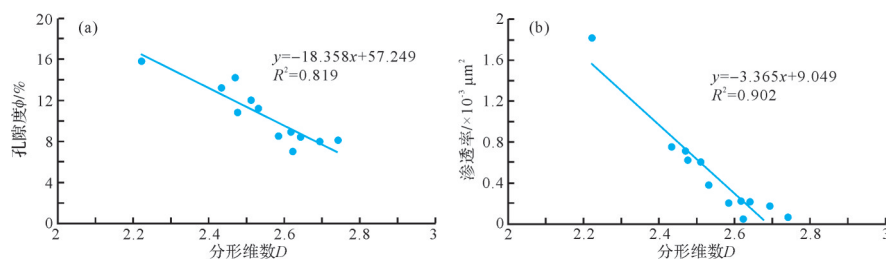 (a)
y=−18.358x+57.249
R²=0.819
孔隙度ϕ/%
20
16
12
8
4
0
2 2.2 2.4 2.6 2.8 3
分形维数D
(b)
y=−3.365x+9.049
R²=0.902
渗透率/×10⁻³ μm²
2
1.6
1.2
0.8
0.4
0
2 2.2 2.4 2.6 2.8 3
分形维数D